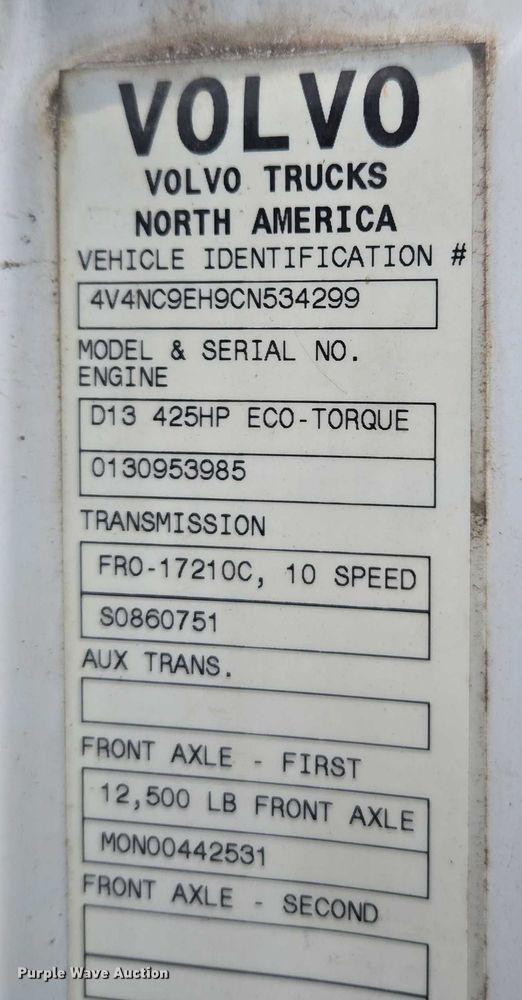 VOLVO
VOLVO TRUCKS
NORTH AMERICA
VEHICLE IDENTIFICATION #
4V4NC9EH9CN534299
MODEL & SERIAL NO.
ENGINE
D13 425HP ECO-TORQUE
0130953985
TRANSMISSION
FRO-17210C, 10 SPEED
S0860751
AUX TRANS.
FRONT AXLE - FIRST
12,500 LB FRONT AXLE
MON00442531
FRONT AXLE - SECOND
Purple Wave Auction